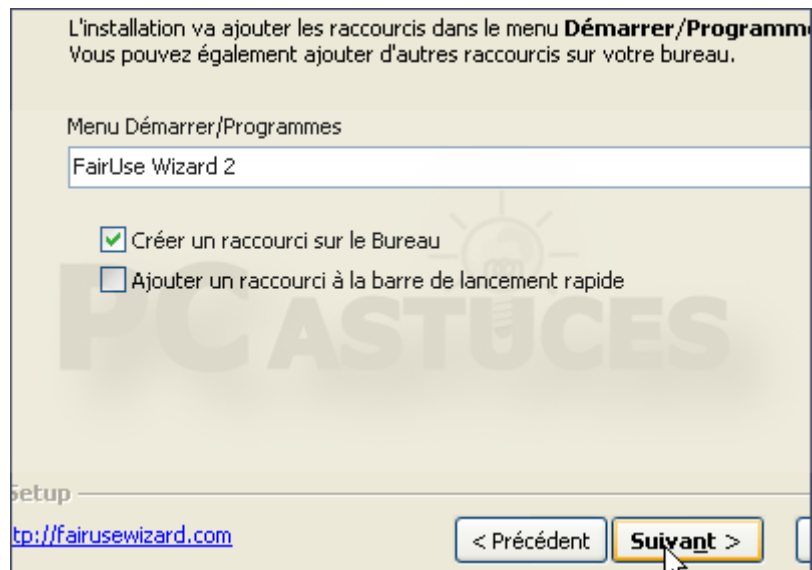 L'installation va ajouter les raccourcis dans le menu Démarrer/Programm
Vous pouvez également ajouter d'autres raccourcis sur votre bureau.
Menu Démarrer/Programmes
FairUse Wizard 2
Créer un raccourci sur le Bureau
Ajouter un raccourci à la barre de lancement rapide
PC ASTUCES
Setup
tp://fairusewizard.com
< Précédent
Suivant >